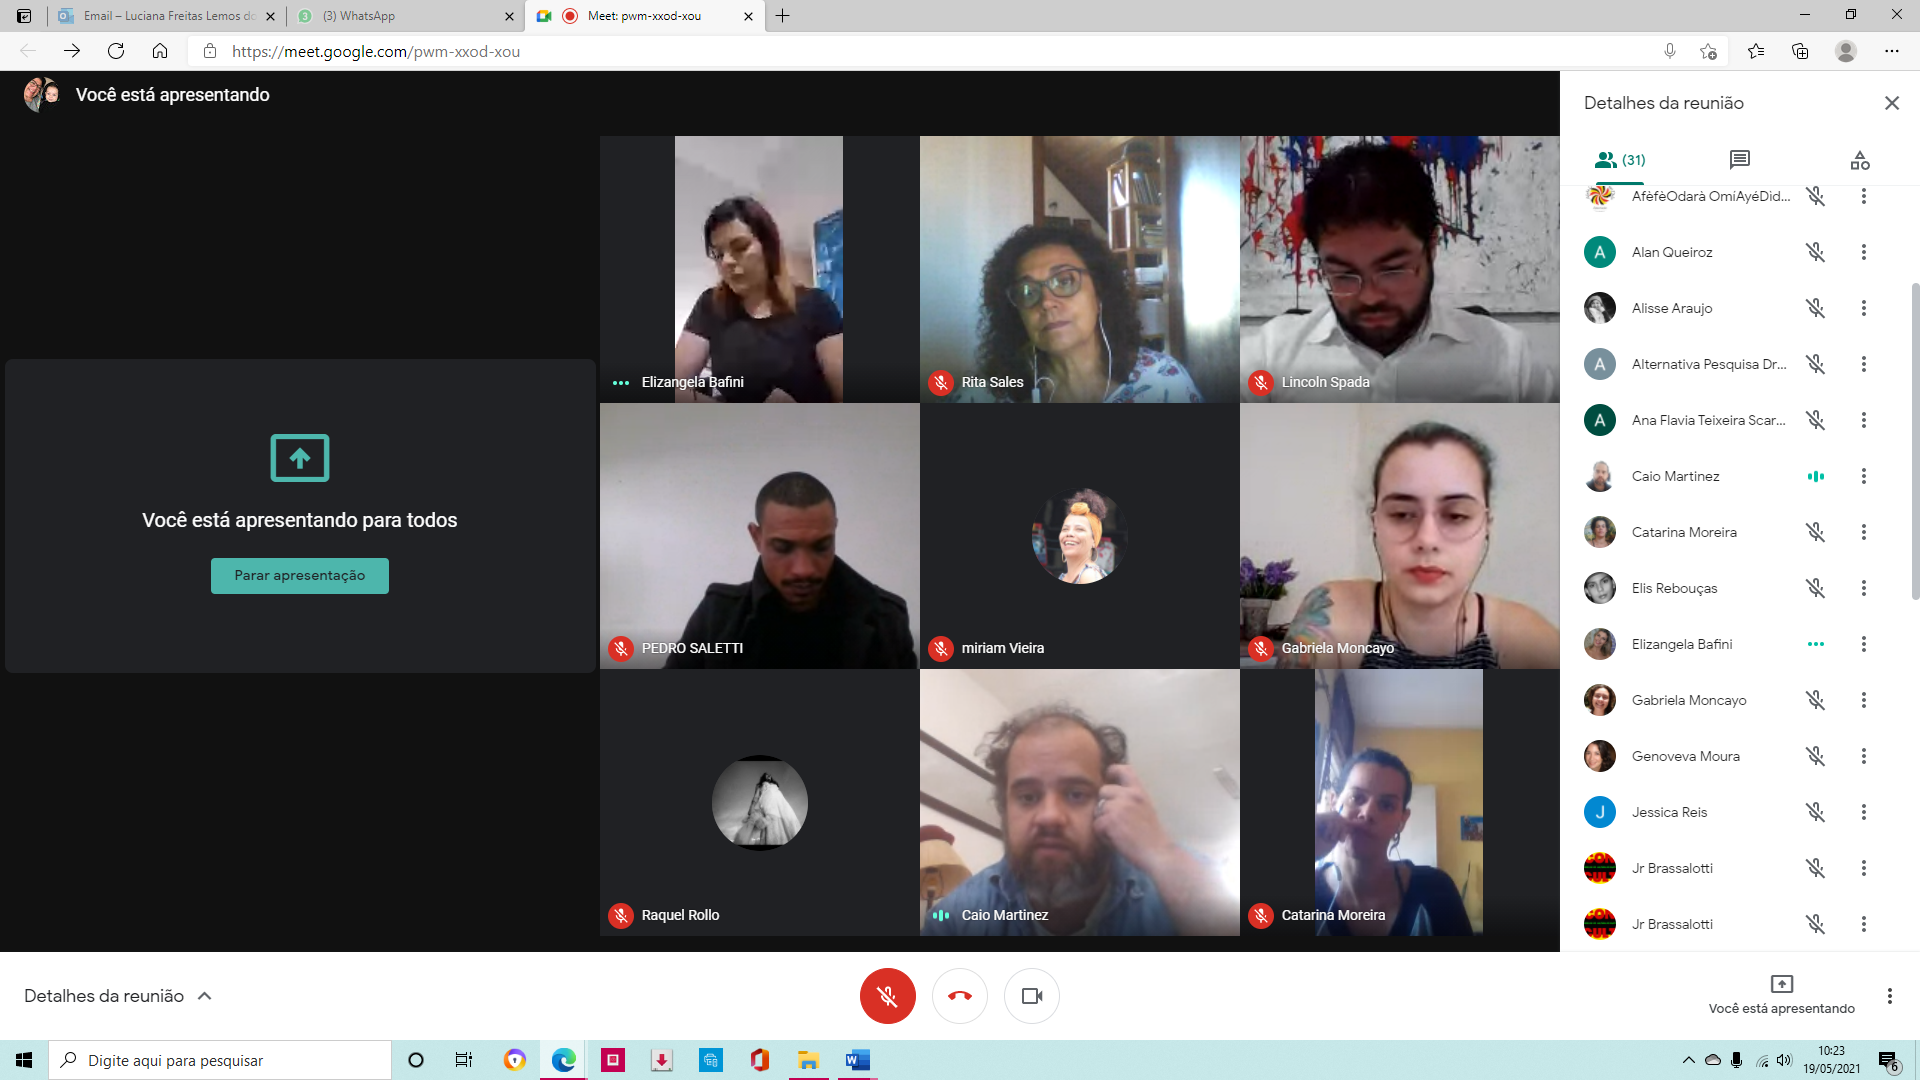 Email – Luciana Freitas Lemos do
(3) WhatsApp
Meet: pwm-xxod-xou
https://meet.google.com/pwm-xxod-xou
Você está apresentando
Detalhes da reunião
(31)
Você está apresentando para todos
Parar apresentação
Elizangela Bafini
Rita Sales
Lincoln Spada
PEDRO SALETTI
miriam Vieira
Gabriela Moncayo
Raquel Rollo
Caio Martinez
Catarina Moreira
AfèfèOdarà OmíAyéDid...
A Alan Queiroz
Alisse Araujo
A Alternativa Pesquisa Dr...
A Ana Flavia Teixeira Scar...
Caio Martinez
Catarina Moreira
Elis Rebouças
Elizangela Bafini
Gabriela Moncayo
Genoveva Moura
J Jessica Reis
Jr Brassalotti
Jr Brassalotti
Detalhes da reunião
Você está apresentando
Digite aqui para pesquisar
10:23
19/05/2021
6